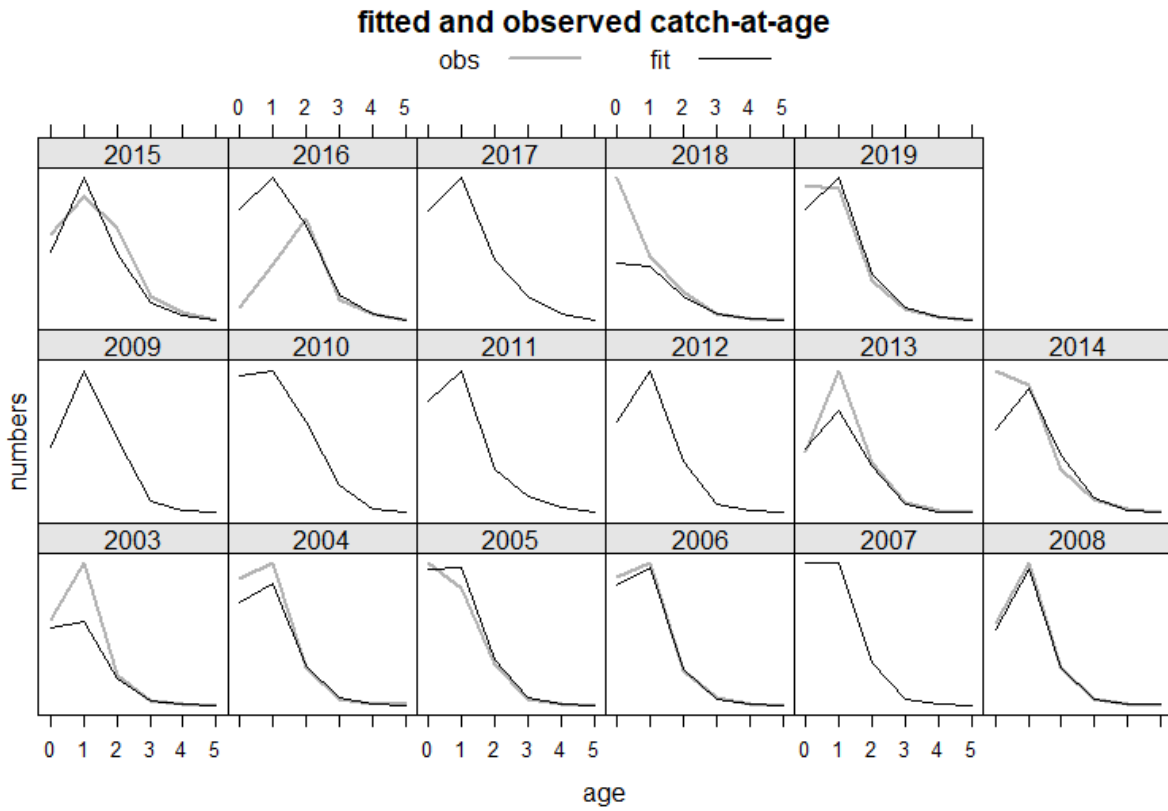 fitted and observed catch-at-age
obs fit
0 1 2 3 4 5 0 1 2 3 4 5
2015 2016 2017 2018 2019
2009 2010 2011 2012 2013 2014
numbers
2003 2004 2005 2006 2007 2008
0 1 2 3 4 5 0 1 2 3 4 5 0 1 2 3 4 5
age